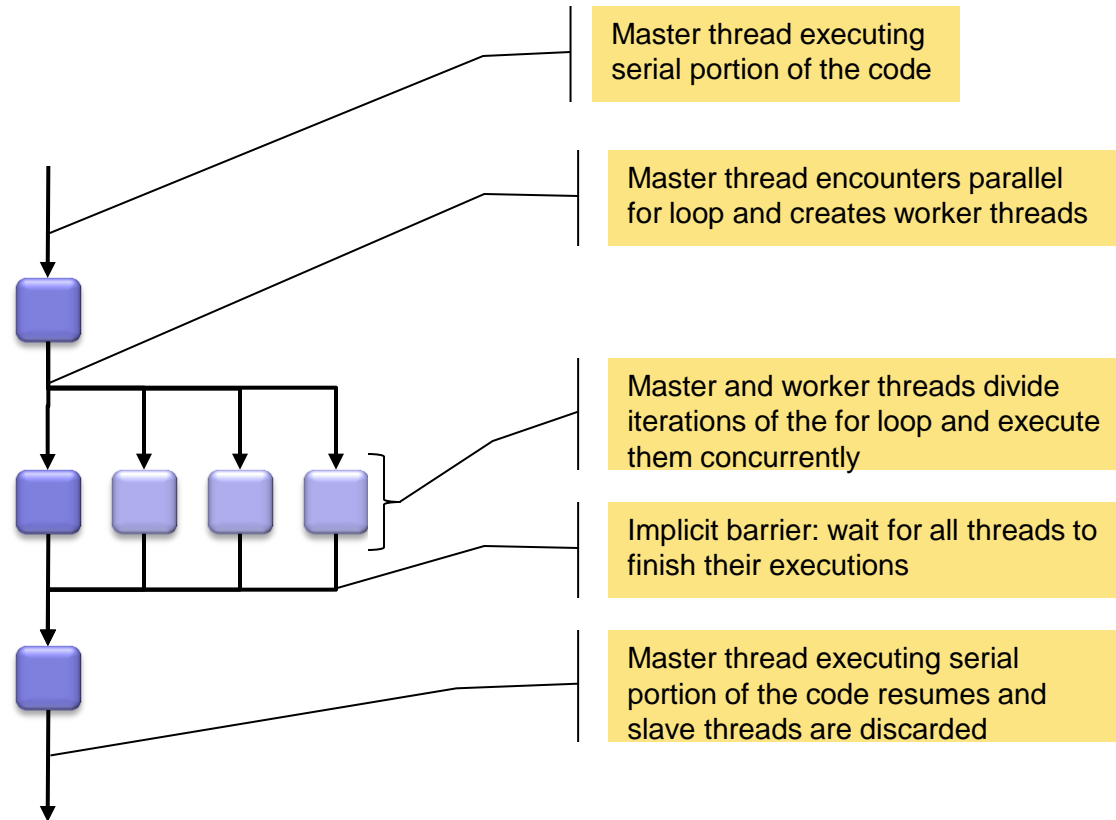 Master thread executing
serial portion of the code
Master thread encounters parallel
for loop and creates worker threads
Master and worker threads divide
iterations of the for loop and execute
them concurrently
Implicit barrier: wait for all threads to
finish their executions
Master thread executing serial
portion of the code resumes and
slave threads are discarded